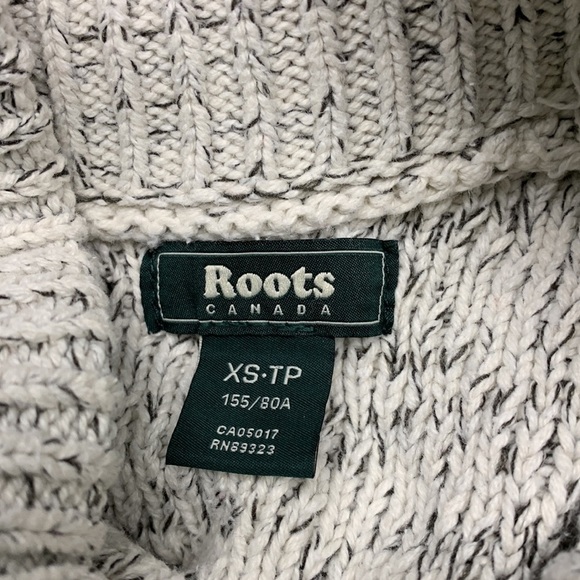 Roots
CANADA
XS·TP
155/80A
CA05017
RN89323